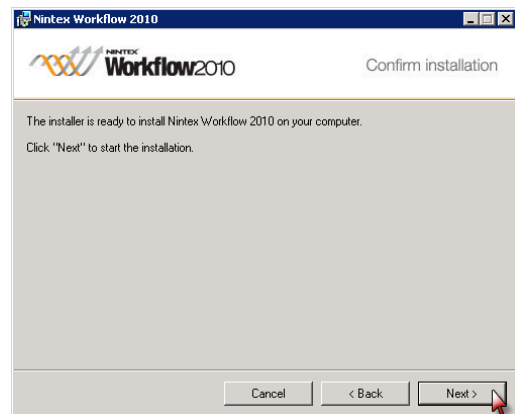 Nintex Workflow 2010
NINTEX
Workflow2010
Confirm installation
The installer is ready to install Nintex Workflow 2010 on your computer.
Click "Next" to start the installation.
Cancel
< Back
Next >